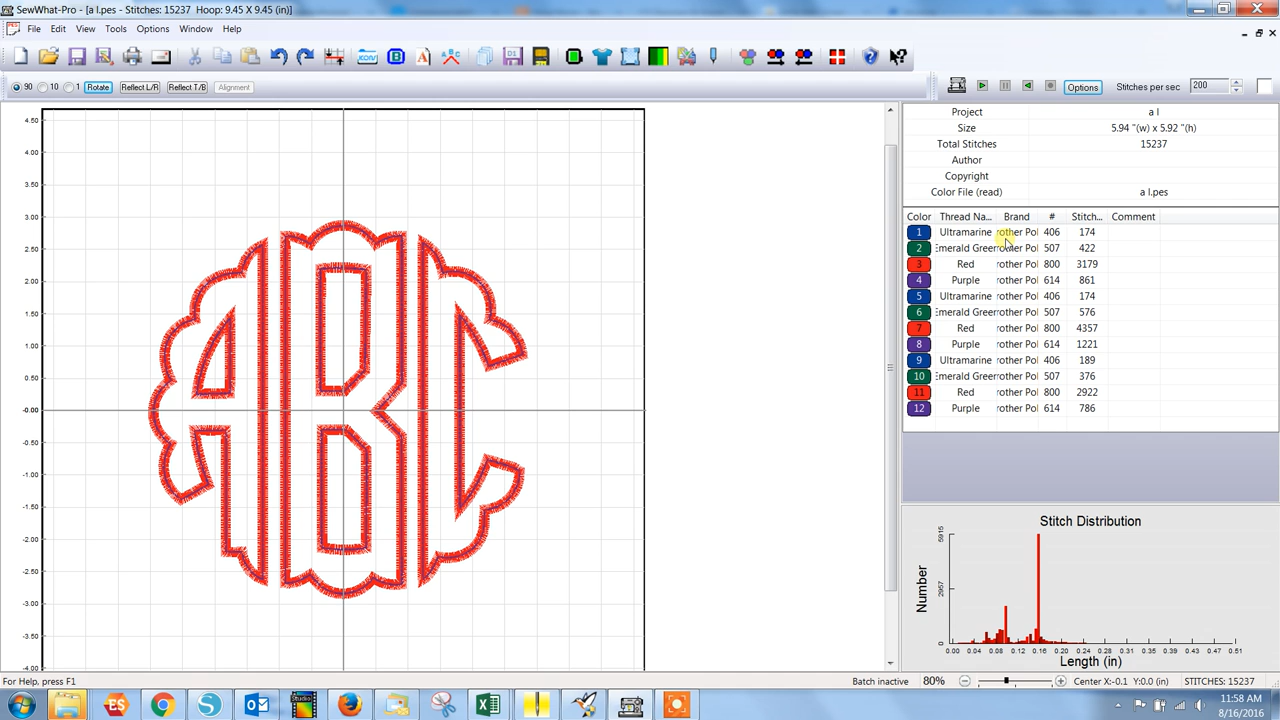 SewWhat-Pro - [a l.pes - Stitches: 15237 Hoop: 9.45 X 9.45 (in)]
File Edit View Tools Options Window Help
90 10 1 Rotate Reflect L/R Reflect T/B Alignment Options Stitches per sec 200
Project a l
Size 5.94 "(w) x 5.92 "(h)
Total Stitches 15237
Author
Copyright
Color File (read) a l.pes
Color Thread Na... Brand # Stitch... Comment
1 Ultramarine rother Pol 406 174
2 Emerald Green rother Pol 507 422
3 Red rother Pol 800 3179
4 Purple rother Pol 614 861
5 Ultramarine rother Pol 406 174
6 Emerald Green rother Pol 507 576
7 Red rother Pol 800 4357
8 Purple rother Pol 614 1221
9 Ultramarine rother Pol 406 189
10 Emerald Green rother Pol 507 376
11 Red rother Pol 800 2922
12 Purple rother Pol 614 786
4.50
4.00
3.50
3.00
2.50
2.00
1.50
1.00
0.50
-0.00
-0.50
-1.00
-1.50
-2.00
-2.50
-3.00
-3.50
-4.00
ABC
Stitch Distribution
Number
5915
2957
0
0.00 0.04 0.08 0.12 0.16 0.20 0.24 0.28 0.31 0.35 0.39 0.43 0.47 0.51
Length (in)
For Help, press F1 Batch inactive 80% Center X:-0.1 Y:0.0 (in) STITCHES: 15237
11:58 AM
8/16/2016